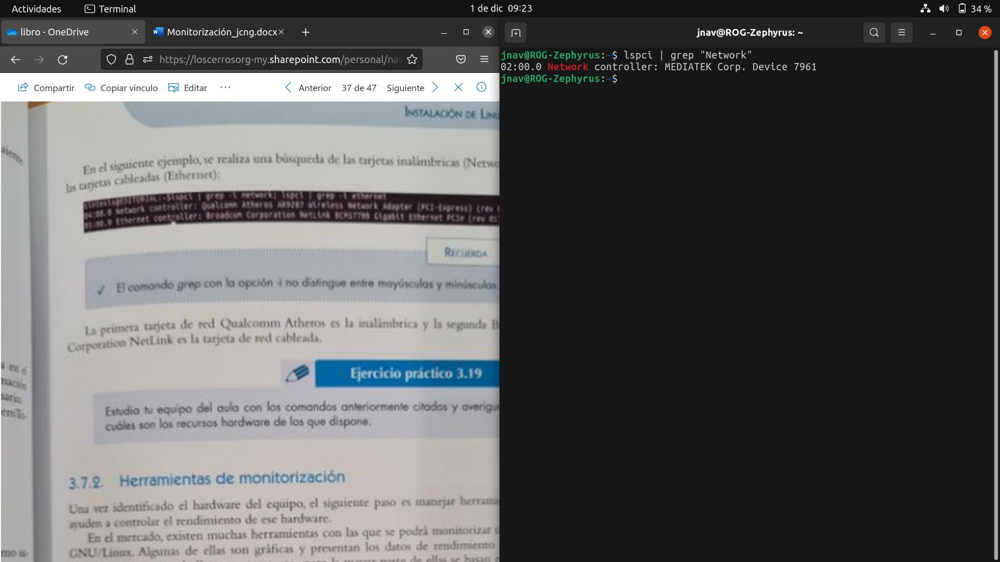 Actividades
Terminal
1 de dic 09:23
34 %
libro - OneDrive
Monitorización_jcng.docx
https://loscerrosorg-my.sharepoint.com/personal/nav
Compartir
Copiar vínculo
Editar
Anterior
37 de 47
Siguiente
INSTALACIÓN DE
En el siguiente ejemplo, se realiza una búsqueda de las tarjetas inalámbricas (Netwo
las tarjetas cableadas (Ethernet):
lspci | grep -i network; lspci | grep -i ethernet
04:00.0 Network controller: Qualcomm Atheros AR9287 Wireless Network Adapter (PCI-Express) (rev
05:00.0 Ethernet controller: Broadcom Corporation NetLink BCM57780 Gigabit Ethernet PCIe (rev 01
RECUERDA
✓ El comando grep con la opción -i no distingue entre mayúsculas y minúsculas.
La primera tarjeta de red Qualcomm Atheros es la inalámbrica y la segunda B
Corporation NetLink es la tarjeta de red cableada.
Ejercicio práctico 3.19
Estudia tu equipo del aula con los comandos anteriormente citados y averigu
cuáles son los recursos hardware de los que dispone.
3.7.2. Herramientas de monitorización
Una vez identificado el hardware del equipo, el siguiente paso es manejar herrami
ayuden a controlar el rendimiento de ese hardware.
En el mercado, existen muchas herramientas con las que se podrá monitorizar
GNU/Linux. Algunas de ellas son gráficas y presentan los datos de rendimiento
jnav@ROG-Zephyrus: ~
jnav@ROG-Zephyrus:~$ lspci | grep "Network"
02:00.0 Network controller: MEDIATEK Corp. Device 7961
jnav@ROG-Zephyrus:~$